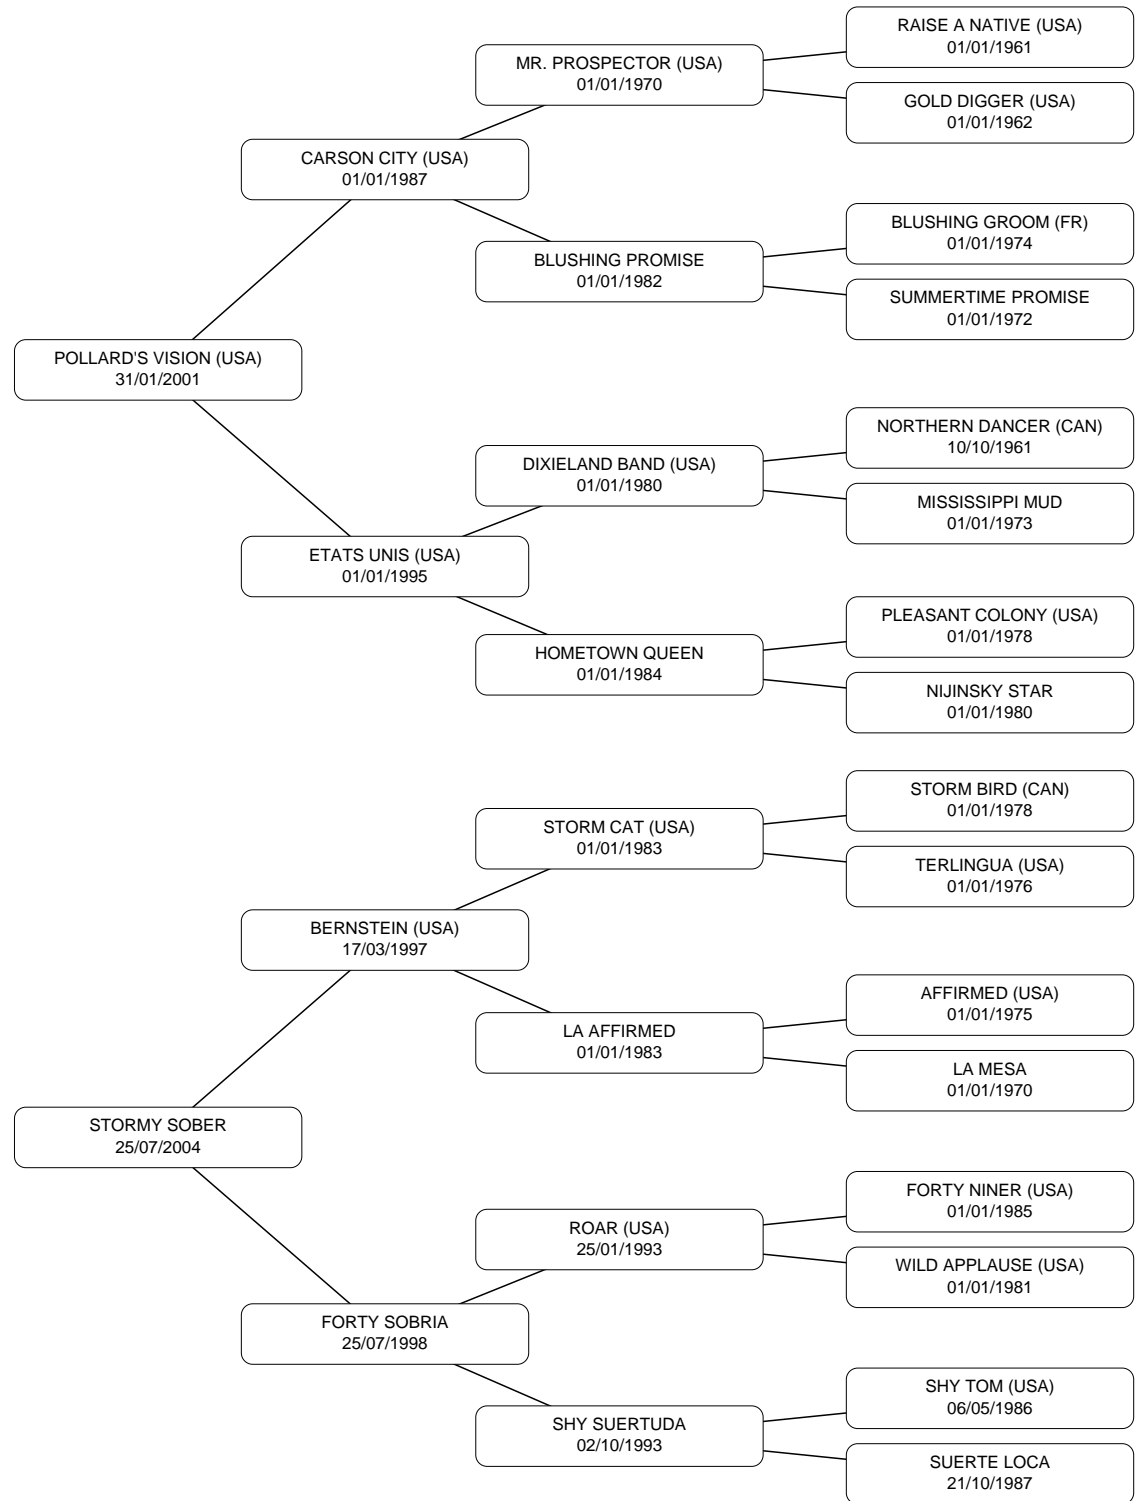 RAISE A NATIVE (USA)
01/01/1961
MR. PROSPECTOR (USA)
01/01/1970
GOLD DIGGER (USA)
01/01/1962
CARSON CITY (USA)
01/01/1987
BLUSHING GROOM (FR)
01/01/1974
BLUSHING PROMISE
01/01/1982
SUMMERTIME PROMISE
01/01/1972
POLLARD'S VISION (USA)
31/01/2001
NORTHERN DANCER (CAN)
10/10/1961
DIXIELAND BAND (USA)
01/01/1980
MISSISSIPPI MUD
01/01/1973
ETATS UNIS (USA)
01/01/1995
PLEASANT COLONY (USA)
01/01/1978
HOMETOWN QUEEN
01/01/1984
NIJINSKY STAR
01/01/1980
STORM BIRD (CAN)
01/01/1978
STORM CAT (USA)
01/01/1983
TERLINGUA (USA)
01/01/1976
BERNSTEIN (USA)
17/03/1997
AFFIRMED (USA)
01/01/1975
LA AFFIRMED
01/01/1983
LA MESA
01/01/1970
STORMY SOBER
25/07/2004
FORTY NINER (USA)
01/01/1985
ROAR (USA)
25/01/1993
WILD APPLAUSE (USA)
01/01/1981
FORTY SOBRIA
25/07/1998
SHY TOM (USA)
06/05/1986
SHY SUERTUDA
02/10/1993
SUERTE LOCA
21/10/1987